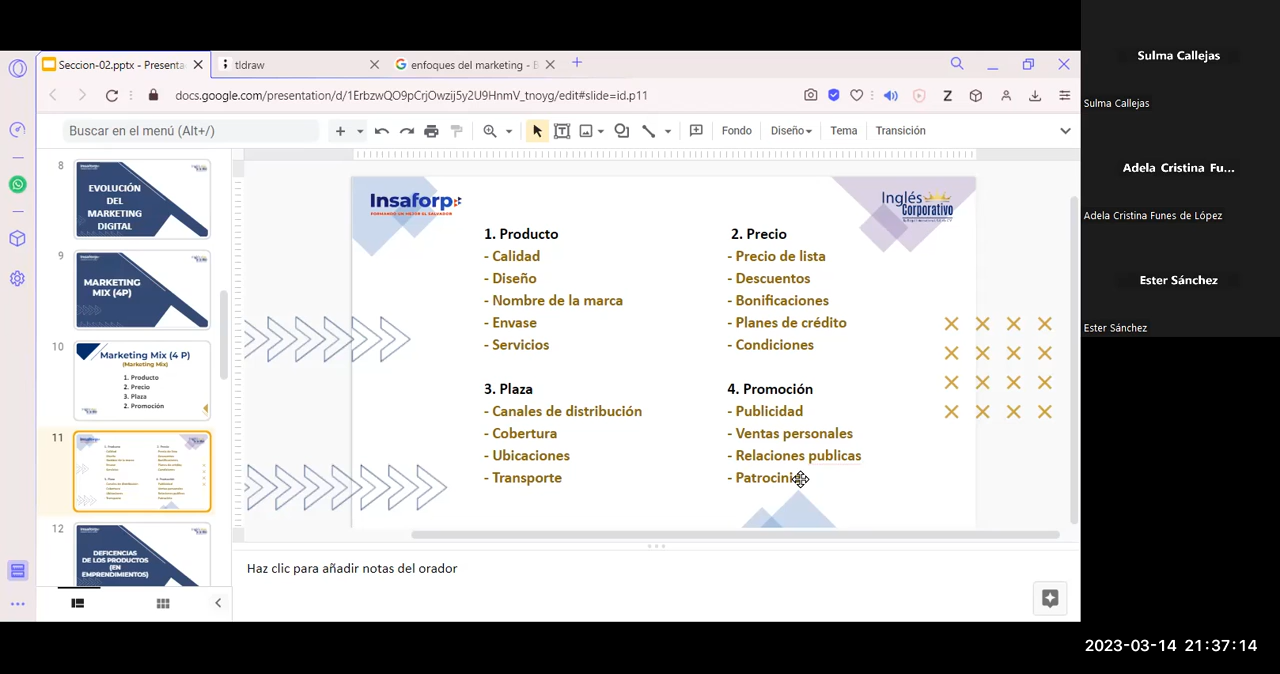 Seccion-02.pptx - Presenta
tldraw
enfoques del marketing - B
docs.google.com/presentation/d/1ErbzwQO9pCrjOwzij5y2U9HnmV_tnoyg/edit#slide=id.p11
Buscar en el menú (Alt+/)
Fondo
Diseño
Tema
Transición
8
EVOLUCIÓN
DEL
MARKETING
DIGITAL
9
MARKETING
MIX (4P)
10
Marketing Mix (4 P)
(Marketing Mix)
1. Producto
2. Precio
3. Plaza
2. Promoción
11
12
DEFICENCIAS
DE LOS PRODUCTOS
(EN
EMPRENDIMIENTOS)
Insaforp
FORMANDO UN MEJOR EL SALVADOR
Inglés
Corporativo
1. Producto
- Calidad
- Diseño
- Nombre de la marca
- Envase
- Servicios
2. Precio
- Precio de lista
- Descuentos
- Bonificaciones
- Planes de crédito
- Condiciones
3. Plaza
- Canales de distribución
- Cobertura
- Ubicaciones
- Transporte
4. Promoción
- Publicidad
- Ventas personales
- Relaciones publicas
- Patrocinio
Haz clic para añadir notas del orador
Sulma Callejas
Sulma Callejas
Adela Cristina Fu...
Adela Cristina Funes de López
Ester Sánchez
Ester Sánchez
2023-03-14 21:37:14